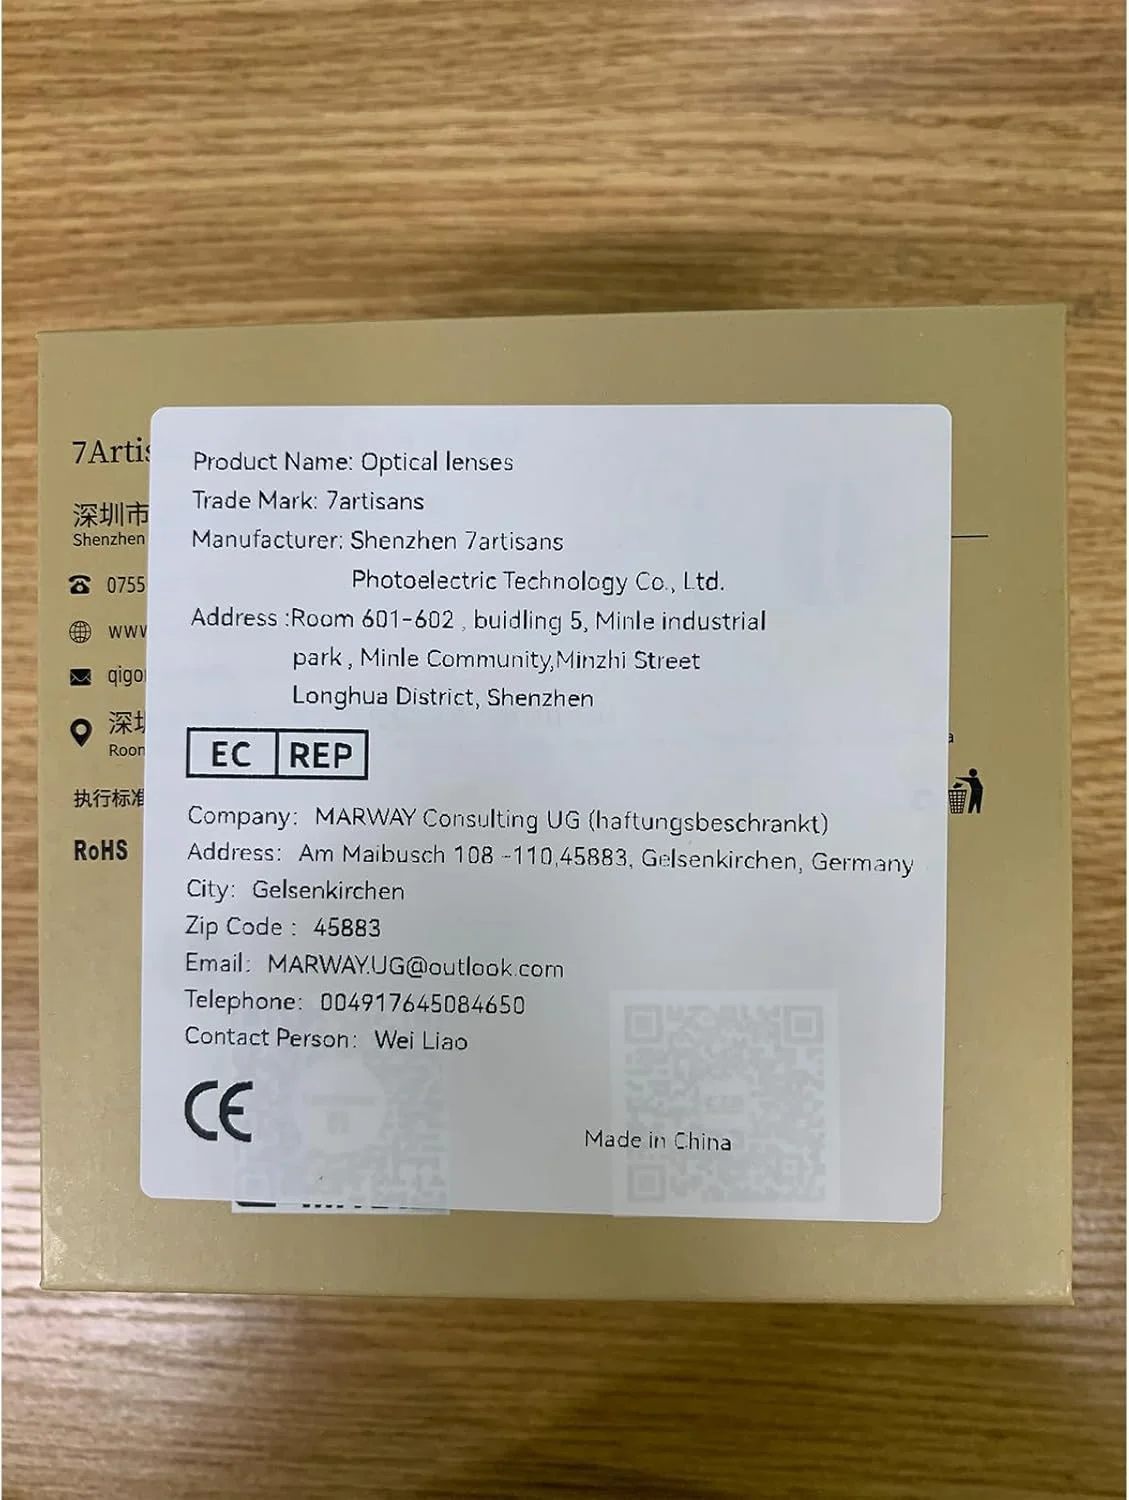 7Artis
深圳市
Shenzhen
0755
www
qigo
深圳
Room
执行标准
RoHS
Product Name: Optical lenses
Trade Mark: 7artisans
Manufacturer: Shenzhen 7artisans
Photoelectric Technology Co., Ltd.
Address :Room 601-602 , buidling 5, Minle industrial
park , Minle Community,Minzhi Street
Longhua District, Shenzhen
EC REP
Company: MARWAY Consulting UG (haftungsbeschrankt)
Address: Am Maibusch 108 -110,45883, Gelsenkirchen, Germany
City: Gelsenkirchen
Zip Code : 45883
Email: MARWAY.UG@outlook.com
Telephone: 004917645084650
Contact Person: Wei Liao
CE
Made in China